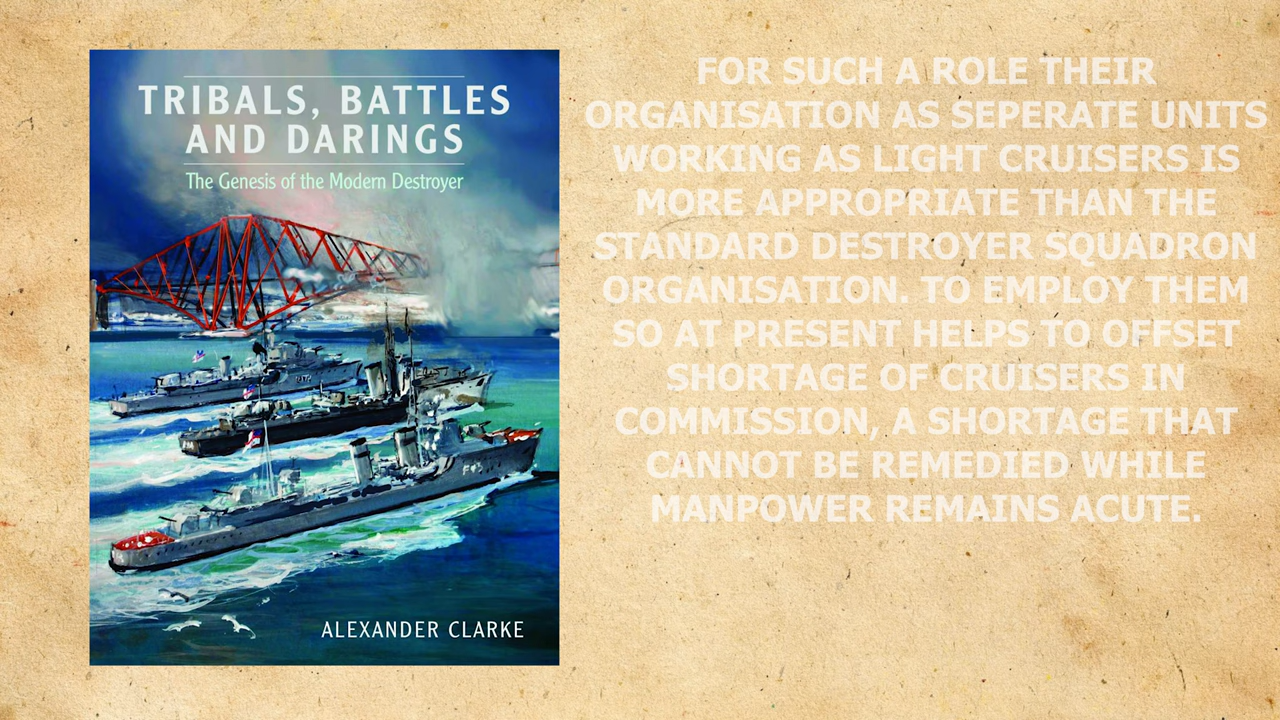 TRIBALS, BATTLES
AND DARINGS
The Genesis of the Modern Destroyer
ALEXANDER CLARKE
FOR SUCH A ROLE THEIR
ORGANISATION AS SEPERATE UNITS
WORKING AS LIGHT CRUISERS IS
MORE APPROPRIATE THAN THE
STANDARD DESTROYER SQUADRON
ORGANISATION. TO EMPLOY THEM
SO AT PRESENT HELPS TO OFFSET
SHORTAGE OF CRUISERS IN
COMMISSION, A SHORTAGE THAT
CANNOT BE REMEDIED WHILE
MANPOWER REMAINS ACUTE.